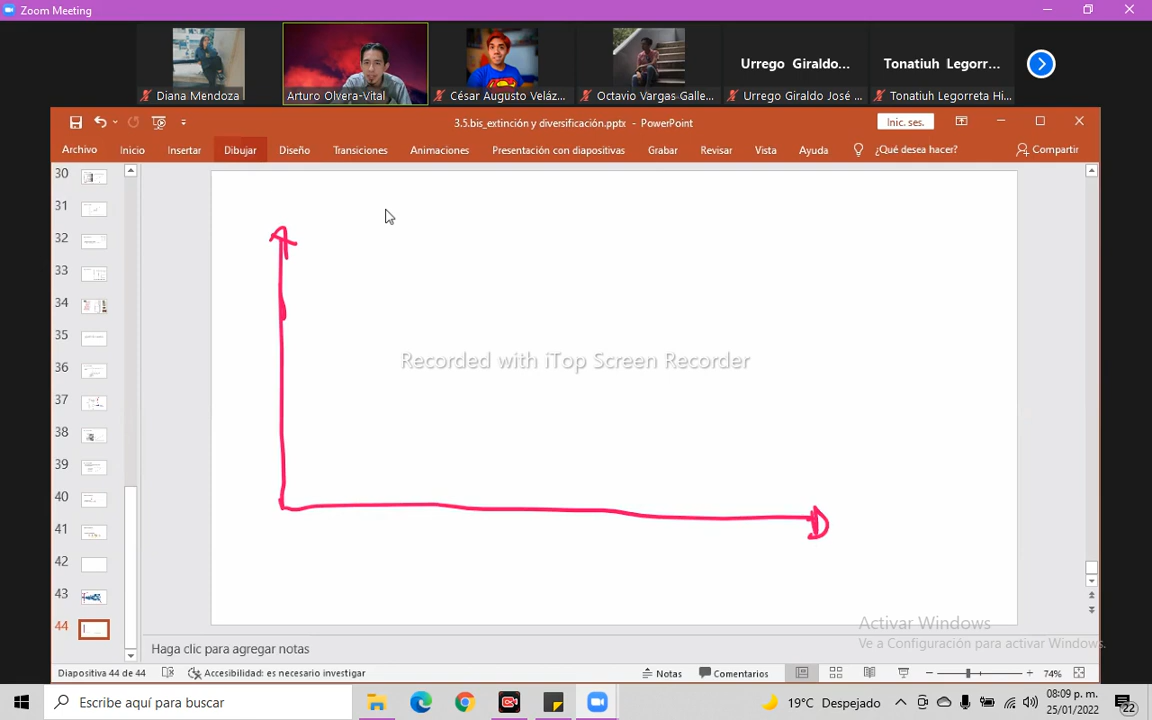 Zoom Meeting
Diana Mendoza
Arturo Olvera-Vital
César Augusto Veláz...
Octavio Vargas-Galle...
Urrego Giraldo...
Urrego Giraldo José ...
Tonatiuh Legorr...
Tonatiuh Legorreta Hi...
3.5.bis_extinción y diversificación.pptx - PowerPoint
Inic. ses.
Archivo Inicio Insertar Dibujar Diseño Transiciones Animaciones Presentación con diapositivas Grabar Revisar Vista Ayuda ¿Qué desea hacer? Compartir
30
31
32
33
34
35
36
37
38
39
40
41
42
43
44
Recorded with iTop Screen Recorder
Activar Windows
Ve a Configuración para activar Windows.
Haga clic para agregar notas
Diapositiva 44 de 44 Accesibilidad: es necesario investigar Notas Comentarios 74%
Escribe aquí para buscar
19°C Despejado
08:09 p. m.
25/01/2022
22